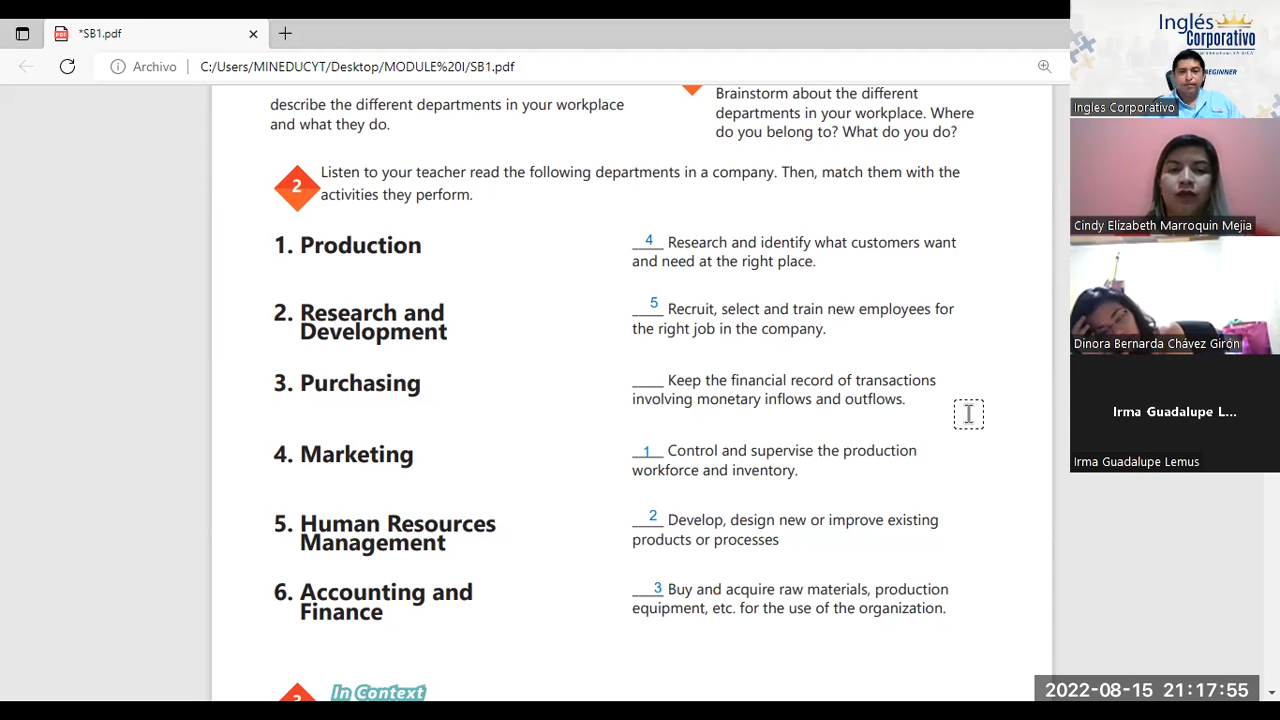 *SB1.pdf
Archivo
C:/Users/MINEDUCYT/Desktop/MODULE%20I/SB1.pdf
describe the different departments in your workplace
and what they do.
Brainstorm about the different
departments in your workplace. Where
do you belong to? What do you do?
2
Listen to your teacher read the following departments in a company. Then, match them with the
activities they perform.
1. Production
4 Research and identify what customers want
and need at the right place.
2. Research and
Development
5 Recruit, select and train new employees for
the right job in the company.
3. Purchasing
____ Keep the financial record of transactions
involving monetary inflows and outflows.
4. Marketing
1 Control and supervise the production
workforce and inventory.
5. Human Resources
Management
2 Develop, design new or improve existing
products or processes
6. Accounting and
Finance
3 Buy and acquire raw materials, production
equipment, etc. for the use of the organization.
3
In Context
Inglés
Corporativo
Ingles Corporativo
Cindy Elizabeth Marroquin Mejia
Dinora Bernarda Chávez Girón
Irma Guadalupe L...
Irma Guadalupe Lemus
2022-08-15 21:17:55